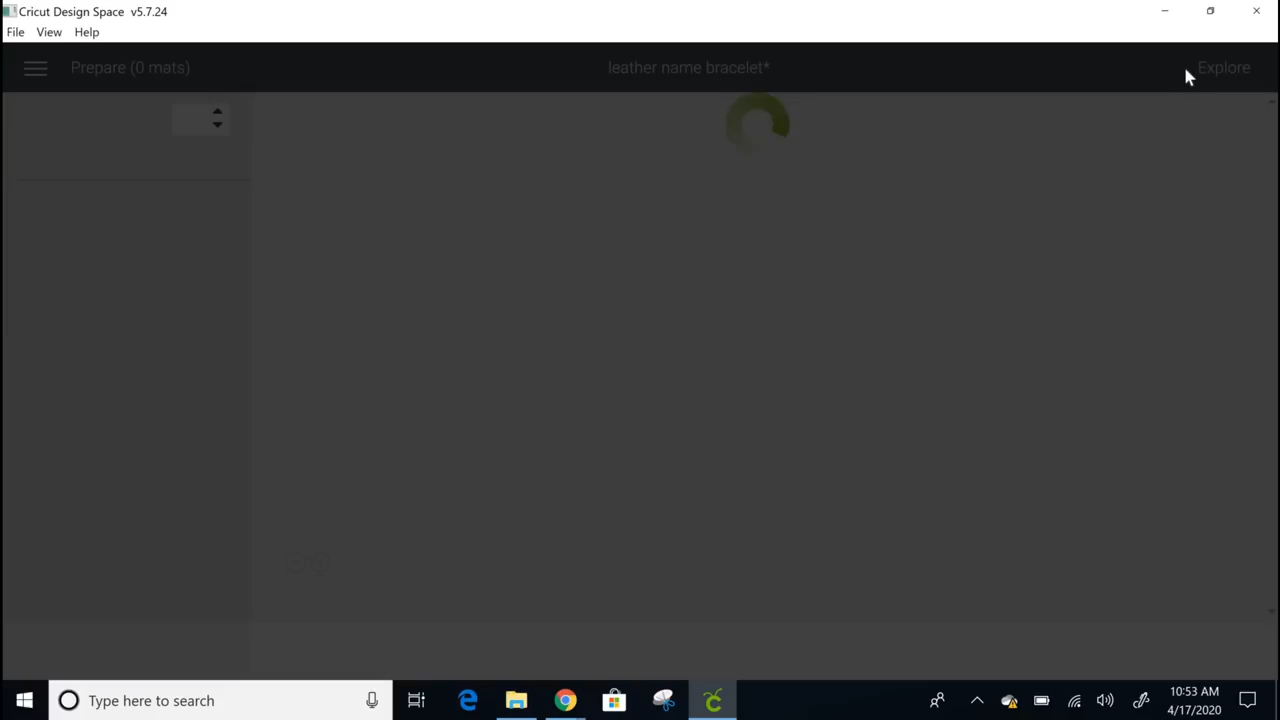 Cricut Design Space v5.7.24
File View Help
Prepare (0 mats)
leather name bracelet*
Explore
Type here to search
10:53 AM
4/17/2020